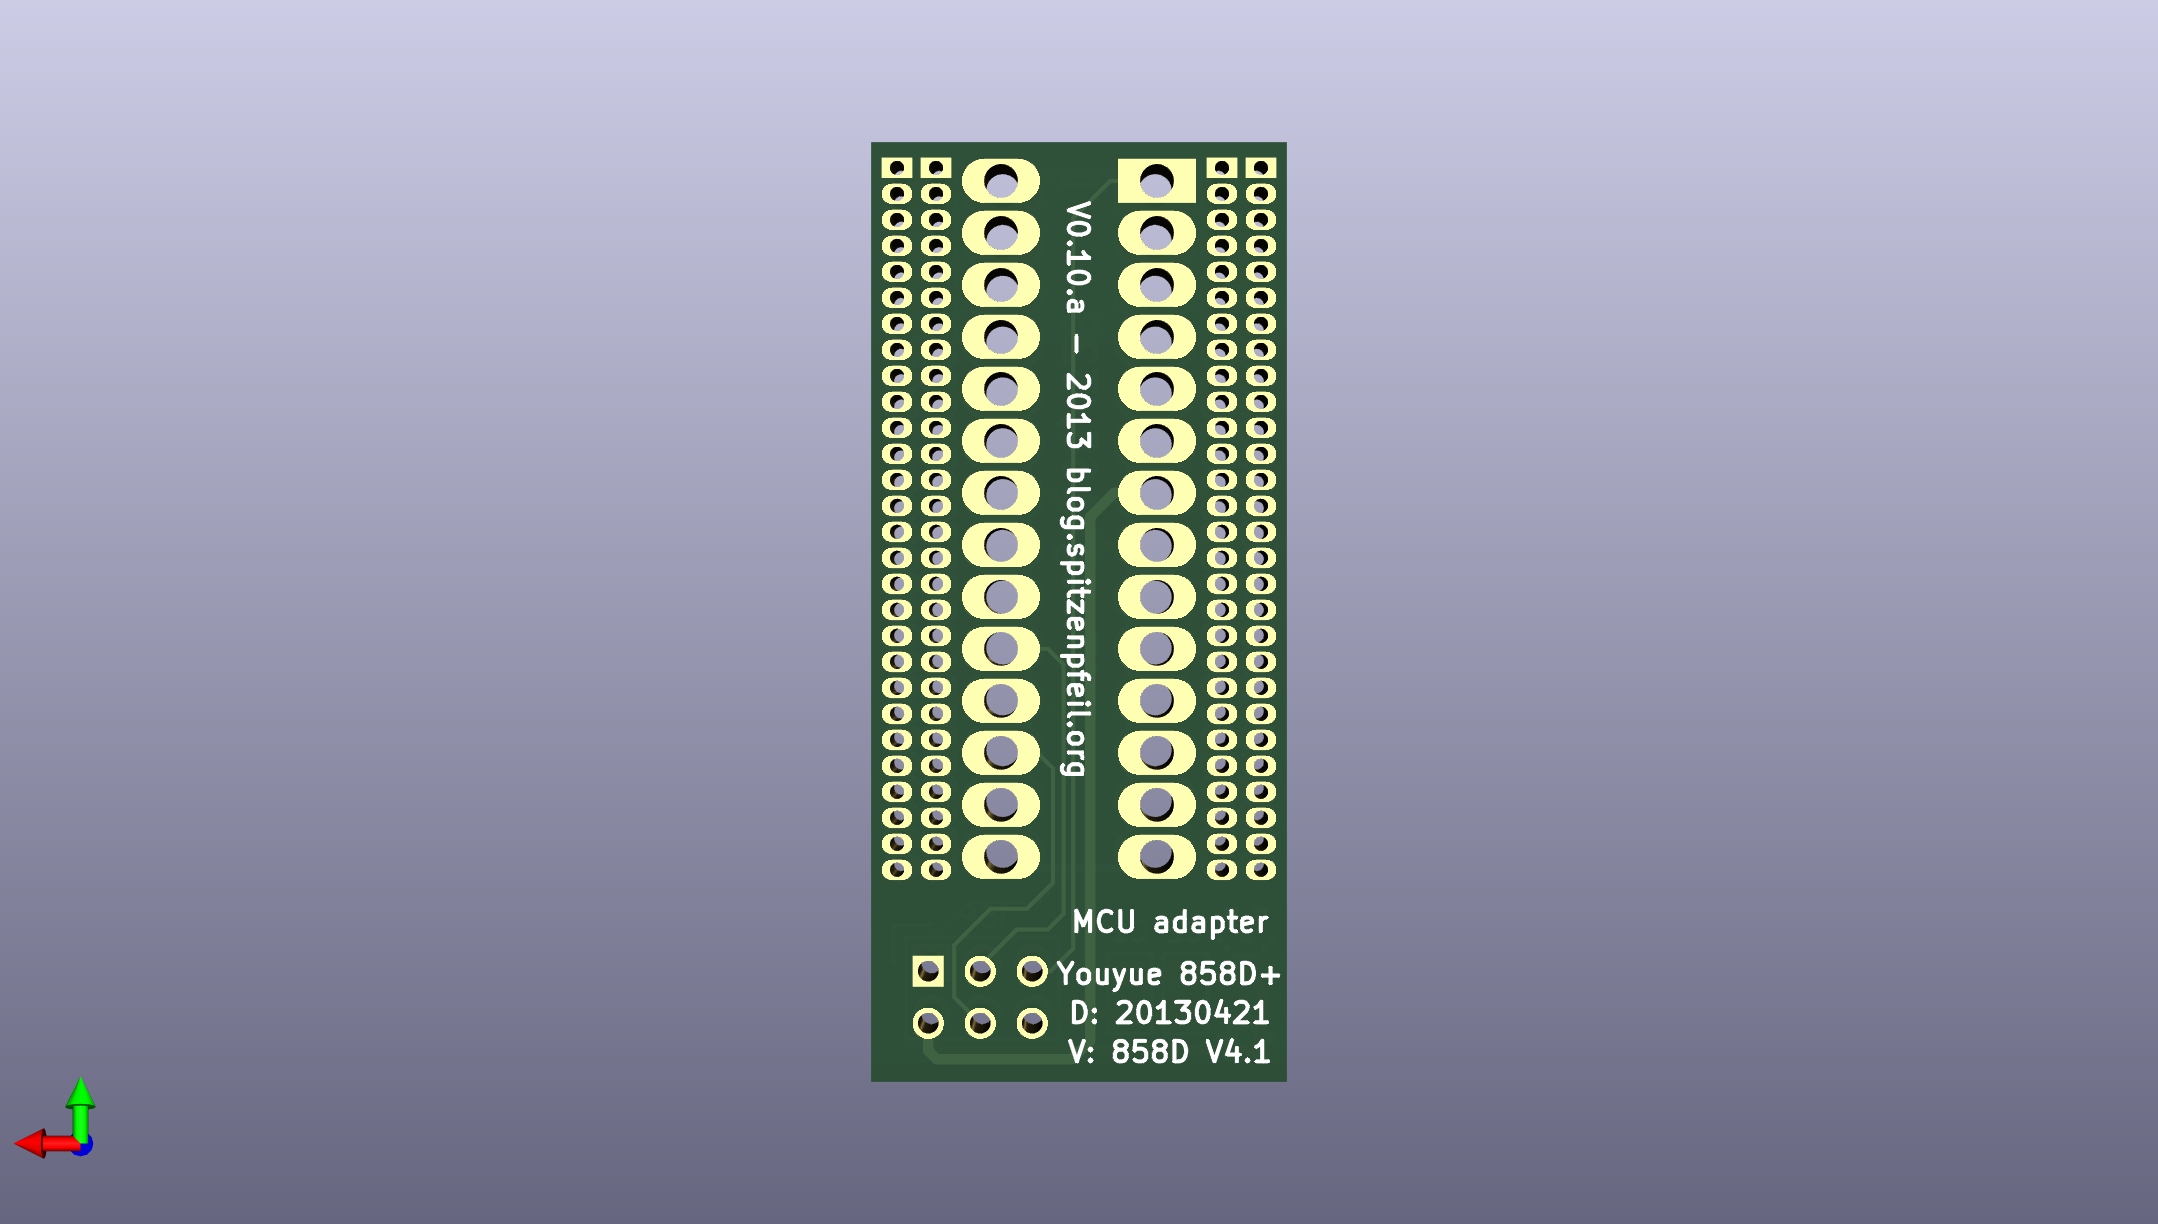 V0.10.a - 2013 blog.spitzenpfeil.org
MCU adapter
Youyue 858D+
D: 20130421
V: 858D V4.1